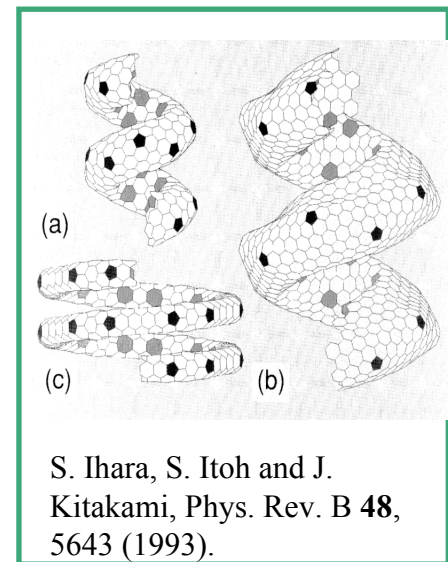 (a)
(c)
(b)
S. Ihara, S. Itoh and J.
Kitakami, Phys. Rev. B 48,
5643 (1993).